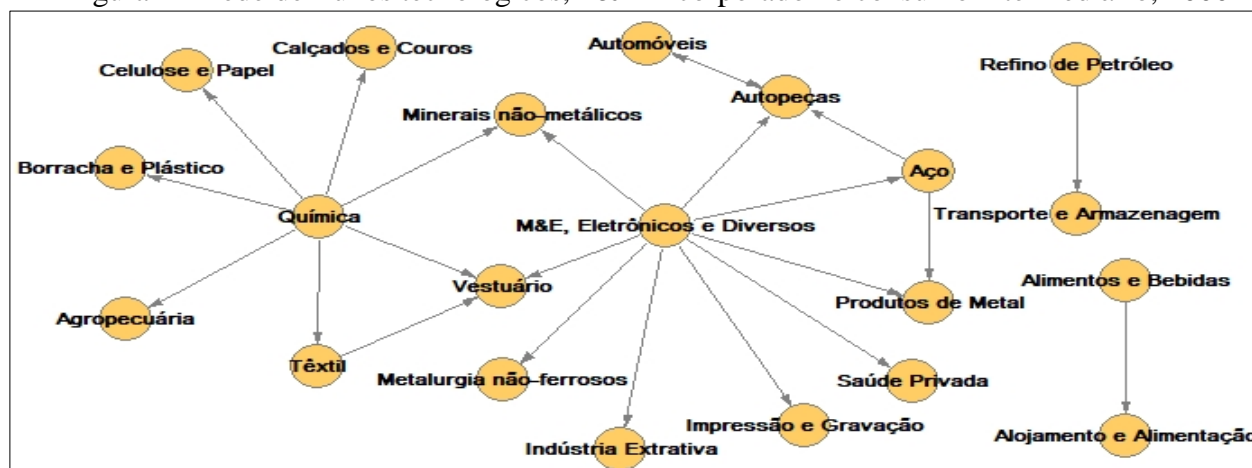 Calçados e Couros
Automóveis
Celulose e Papel
Refino de Petróleo
Autopeças
Minerais não-metálicos
Borracha e Plástico
Aço
Química
M&E, Eletrônicos e Diversos
Transporte e Armazenagem
Vestuário
Alimentos e Bebidas
Produtos de Metal
Agropecuária
Têxtil
Metalurgia não-ferrosos
Saúde Privada
Impressão e Gravação
Indústria Extrativa
Alojamento e Alimentação